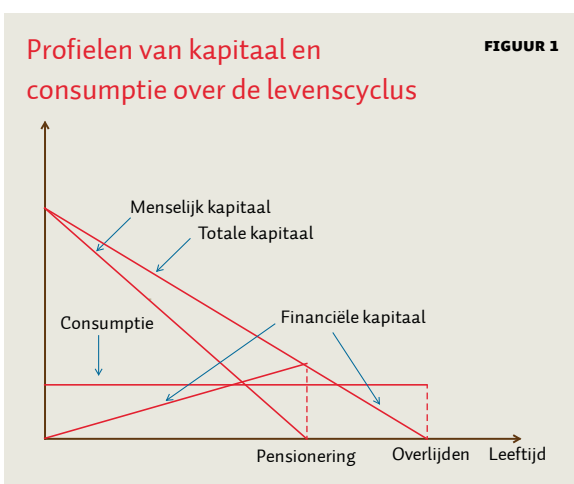 Profielen van kapitaal en
consumptie over de levenscyclus
FIGUUR 1
Menselijk kapitaal
Totale kapitaal
Consumptie
Financiële kapitaal
Pensionering
Overlijden
Leeftijd